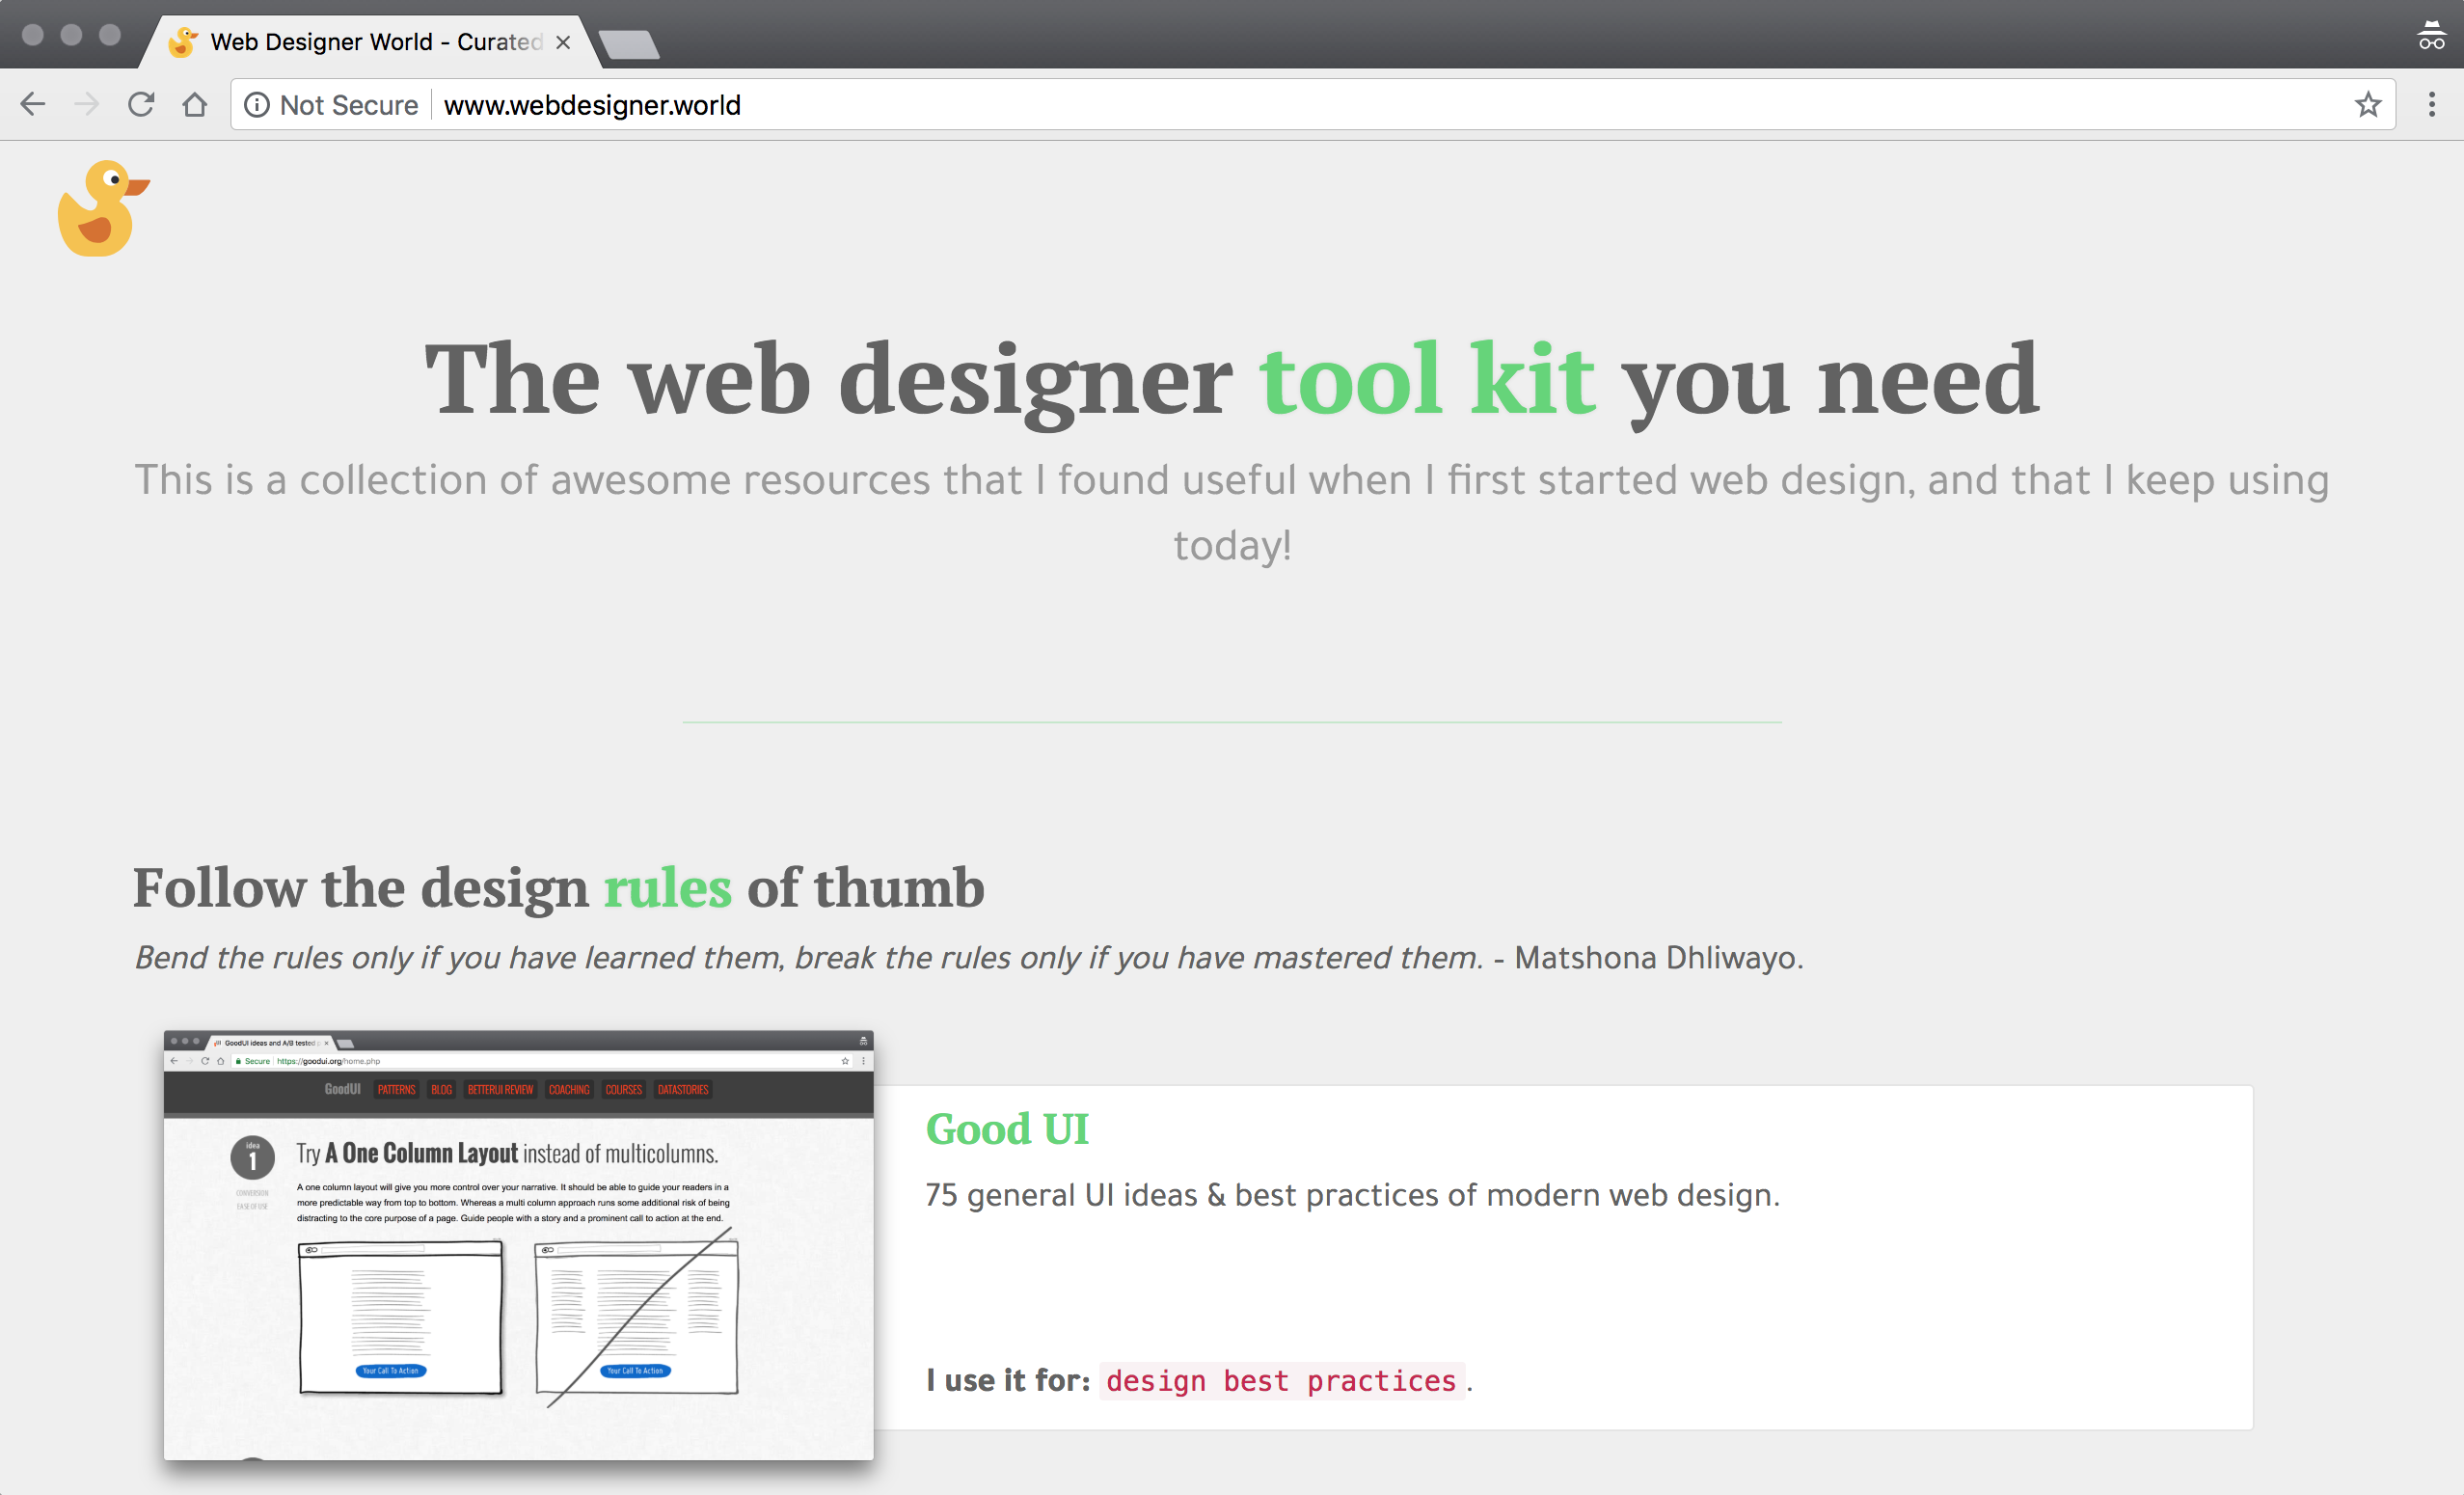 Web Designer World - Curated
Not Secure www.webdesigner.world
The web designer tool kit you need
This is a collection of awesome resources that I found useful when I first started web design, and that I keep using
today!
Follow the design rules of thumb
Bend the rules only if you have learned them, break the rules only if you have mastered them. - Matshona Dhliwayo.
GoodUI ideas and A/B tested
Secure https://goodui.org/home.php
GoodUI PATTERNS BLOG BETTERUI REVIEW COACHING COURSES DATASTORIES
idea
1
CONVERSION
EASE OF USE
Try A One Column Layout instead of multicolumns.
A one column layout will give you more control over your narrative. It should be able to guide your readers in a
more predictable way from top to bottom. Whereas a multi column approach runs some additional risk of being
distracting to the core purpose of a page. Guide people with a story and a prominent call to action at the end.
Your Call To Action
Your Call To Action
Good UI
75 general UI ideas & best practices of modern web design.
I use it for: design best practices.